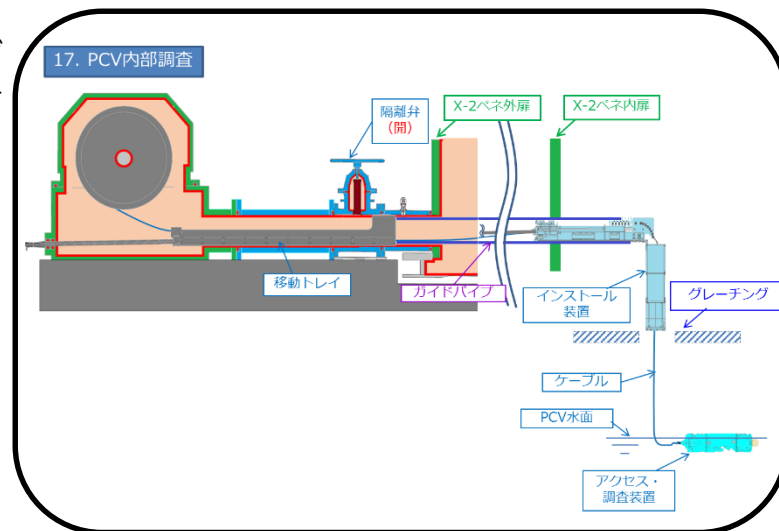 17. PCV内部調査
隔離弁
（開）
X-2ペネ外扉
X-2ペネ内扉
移動トレイ
ガイドパイプ
インストール
装置
グレーチング
ケーブル
PCV水面
アクセス・
調査装置